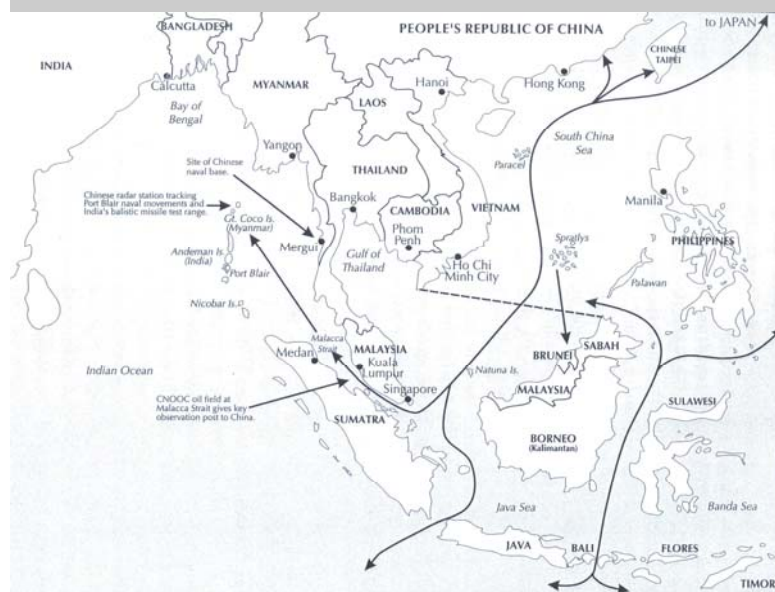 to JAPAN
PEOPLE'S REPUBLIC OF CHINA
BANGLADESH
CHINESE
TAIPEI
INDIA
Calcutta
MYANMAR
Hanoi
Hong Kong
Bay of
Bengal
LAOS
South China
Sea
Yangon
Site of Chinese
naval base.
Paracel
THAILAND
Chinese radar station tracking
Port Blair naval movements and
India's balistic missile test range.
Bangkok
CAMBODIA
VIETNAM
Manila
Gt. Coco Is.
(Myanmar)
Mergui
Phom
Penh
Spratlys
PHILIPPINES
Andeman Is.
(India)
Gulf of
Thailand
Ho Chi
Minh City
Port Blair
Palawan
Nicobar Is.
Malacca
Strait
Medan
MALAYSIA
Kuala
Lumpur
SABAH
BRUNEI
Indian Ocean
Natuna Is.
Singapore
MALAYSIA
CNOOC oil field at
Malacca Strait gives key
observation post to China.
SUMATRA
SULAWESI
BORNEO
(Kalimantan)
Java Sea
Banda Sea
JAVA
BALI
FLORES
TIMOR